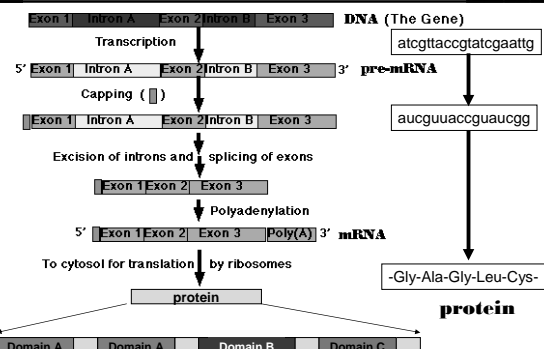 Exon 1 Intron A Exon 2 Intron B Exon 3 DNA (The Gene)
Transcription
atcgttaccgtatcgaattg
5' Exon 1 Intron A Exon 2 Intron B Exon 3 3' pre-mRNA
Capping ( )
aucguuaccguaucgg
Exon 1 Intron A Exon 2 Intron B Exon 3
Excision of introns and splicing of exons
Exon 1 Exon 2 Exon 3
Polyadenylation
5' Exon 1 Exon 2 Exon 3 Poly(A) 3' mRNA
To cytosol for translation by ribosomes
-Gly-Ala-Gly-Leu-Cys-
protein
protein
Domain A Domain A Domain B Domain C